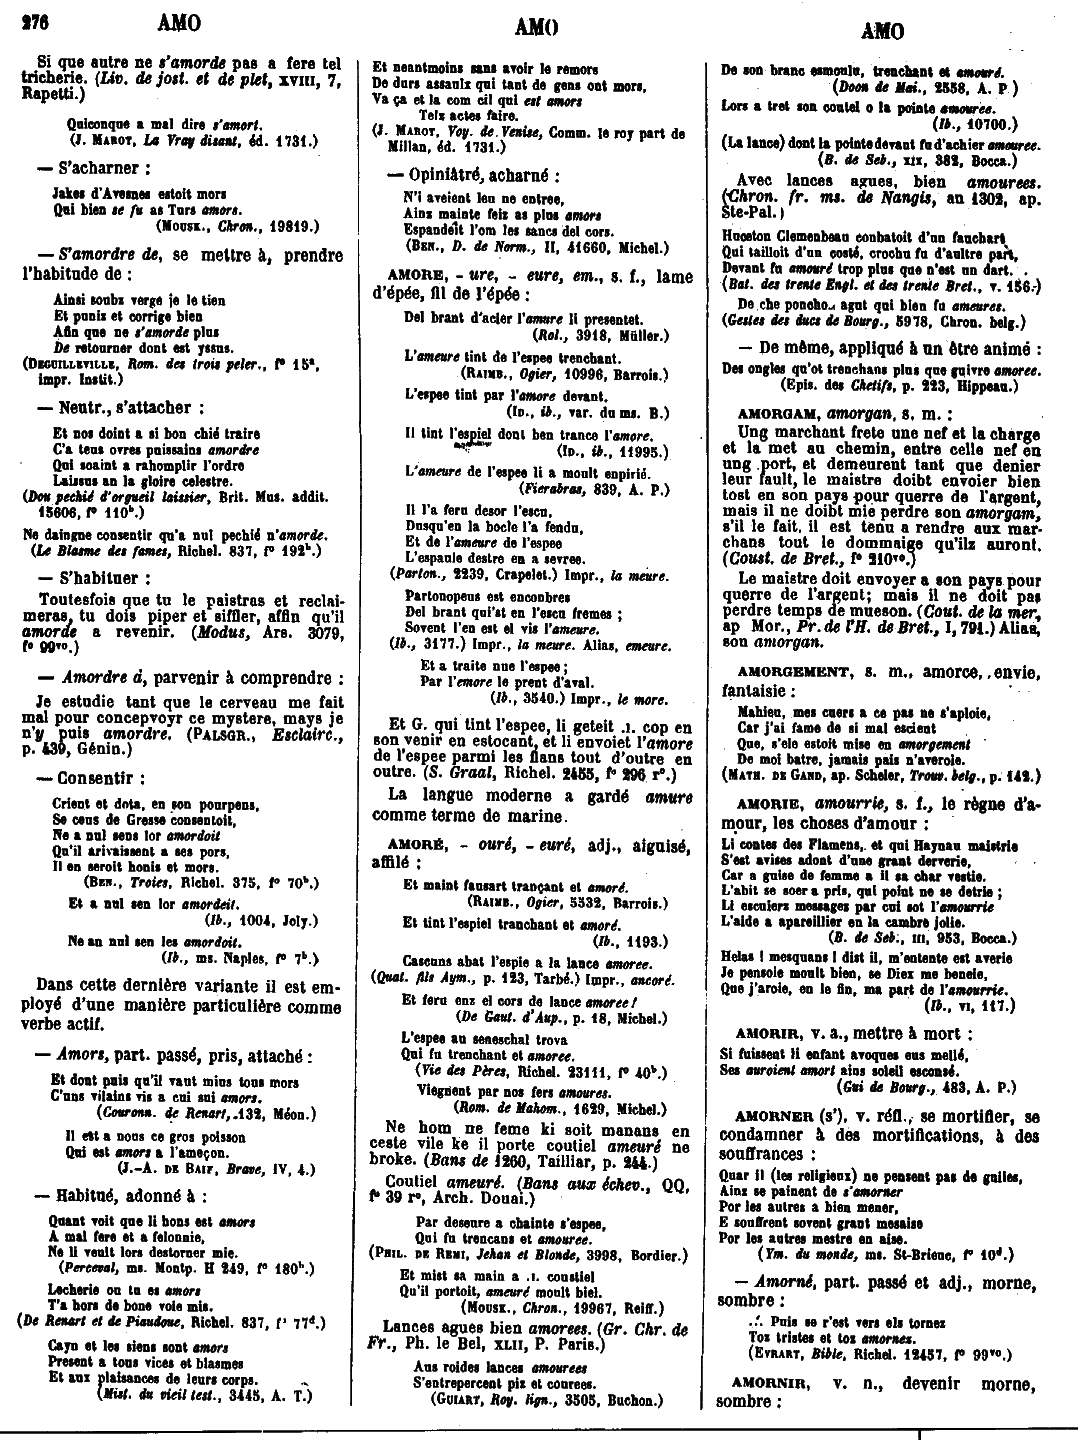 276 AMO AMO AMO
Si que autre ne s'amorde pas a fere tel
tricherie. (Liv. de jost. et de plet, XVIII, 7,
Rapetti.)
Quiconque a mal dire s'amort.
(J. MAROT, Le Vray disant, éd. 1731.)
— S'acharner :
Jakes d'Avesnes estoit mors
Qui bien se fu as Turs amors.
(MOUSK., Chron., 19819.)
— S'amordre de, se mettre à, prendre
l'habitude de :
Ainsi soubz verge je le tien
Et punis et corrige bien
Afin que ne s'amorde plus
De retourner dont est yssus.
(DEGUILLEVILLE, Rom. des trois peler., fº 15ª,
impr. Instit.)
— Neutr., s'attacher :
Et nos doint a si bon chié traire
C'a teus ovres puissains amordre
Qui soaint a rahomplir l'ordre
Laissus an la gloire celestre.
(Dou pechié d'orgueil laissier, Brit. Mus. addit.
15606, fº 110ᵇ.)
Ne daingne consentir qu'a nul pechié n'amorde.
(Le Blasme des fames, Richel. 837, fº 192ᵇ.)
— S'habituer :
Toutesfois que tu le paistras et reclai-
meras, tu dois piper et siffler, affin qu'il
amorde a revenir. (Modus, Ars. 3079,
fº 99ᵛᵒ.)
— Amordre á, parvenir à comprendre :
Je estudie tant que le cerveau me fait
mal pour concepvoyr ce mystere, mays je
n'y puis amordre. (PALSGR., Esclairc.,
p. 439, Génin.)
— Consentir :
Crient et dota, en son pourpens,
Se ceus de Gresse consentoit,
Ne a nul sens lor amordoit
Qu'il arivaissent a ses pors,
Il en seroit honis et mors.
(BEN., Troies, Richel. 375, fº 70ᵇ.)
Et a nul sen lor amordeit.
(Ib., 1004, Joly.)
Ne an nul sen les amordoit.
(Ib., ms. Naples, fº 7ᵇ.)
Dans cette dernière variante il est em-
ployé d'une manière particulière comme
verbe actif.
— Amors, part. passé, pris, attaché :
Et dont puis qu'il vaut mius tous mors
C'uns vilains vis a cui sui amors.
(Couronn. de Renart, 132, Méon.)
Il est a nous ce gros poisson
Qui est amors a l'ameçon.
(J.-A. DE BAIF, Brave, IV, 4.)
— Habitué, adonné à :
Quant voit que li hons est amors
A mal fere et a felonnie,
Ne li veult lors destorner mie.
(Perceval, ms. Montp. H 249, fº 180ᵇ.)
Lecherie ou tu es amors
T'a hors de bone voie mis.
(De Renart et de Piaudoue, Richel. 837, fº 77ᵈ.)
Cayn et les siens sont amors
Present a tous vices et blasmes
Et aux plaisances de leurs corps.
(Mist. du vieil test., 3445, A. T.)
Et neantmoins sans avoir le remors
De durs assaulx qui tant de gens ont mors,
Va ça et la com cil qui est amors
Telz actes faire.
(J. MAROT, Voy. de Venise, Comm. le roy part de
Millan, éd. 1731.)
— Opiniâtré, acharné :
N'i aveient leu ne entree,
Ainz mainte feiz as plus amors
Espandeit l'om les sancs del cors.
(BEN., D. de Norm., II, 41660, Michel.)
AMORE, - ure, - eure, em., s. f., lame
d'épée, fil de l'épée :
Del brant d'acier l'amure li presentet.
(Rol., 3918, Müller.)
L'ameure tint de l'espee trenchant.
(RAIMB., Ogier, 10996, Barrois.)
L'espee tint par l'amore devant.
(ID., ib., var. du ms. B.)
Il tint l'espiel dont ben trance l'amore.
(ID., ib., 11995.)
L'ameure de l'espee li a moult enpirié.
(Fierabras, 839, A. P.)
Il l'a feru desor l'escu,
Dusqu'en la bocle l'a fendu,
Et de l'ameure de l'espee
L'espaule destre en a sevree.
(Parton., 2239, Crapelet.) Impr., la meure.
Partonopeus est enconbres
Del brant qui'st en l'escu fremes ;
Sovent l'en est el vis l'ameure.
(Ib., 3177.) Impr., la meure. Alias, emeure.
Et a traite nue l'espee ;
Par l'emore le prent d'aval.
(Ib., 3540.) Impr., le more.
Et G. qui tint l'espee, li geteit .i. cop en
son venir en estocant, et li envoiet l'amore
de l'espee parmi les flans tout d'outre en
outre. (S. Graal, Richel. 2455, fº 296 rº.)
La langue moderne a gardé amure
comme terme de marine.
AMORÉ, - ouré, - euré, adj., aiguisé,
affilé :
Et maint fausart trançant et amoré.
(RAIMB., Ogier, 5532, Barrois.)
Et tint l'espiel tranchant et amoré.
(Ib., 1193.)
Cascuns abat l'espie a la lance amoree.
(Quat. fils Aym., p. 123, Tarbé.) Impr., ancoré.
Et feru enz el cors de lance amoree !
(De Gaut. d'Aup., p. 18, Michel.)
L'espee au seneschal trova
Qui fu trenchant et amoree.
(Vie des Pères, Richel. 23111, fº 40ᵇ.)
Viegnent par nos fers amoures.
(Rom. de Mahom., 1629, Michel.)
Ne hom ne feme ki soit manans en
ceste vile ke il porte coutiel ameuré ne
broke. (Bans de 1260, Tailliar, p. 244.)
Coutiel ameuré. (Bans aux échev., QQ,
fº 39 rº, Arch. Douai.)
Par deseure a chainte s'espee,
Qui fu trencans et amouree.
(PHIL. DE REMI, Jehan et Blonde, 3998, Bordier.)
Et mist sa main a .i. coustiel
Qu'il portoit, ameuré moult biel.
(MOUSK., Chron., 19967, Reiff.)
Lances agues bien amorees. (Gr. Chr. de
Fr., Ph. le Bel, XLII, P. Paris.)
Aus roides lances amourees
S'entrepercent piz et courees.
(GUIART, Roy. lign., 3505, Buchon.)
De son branc esmoulu, trenchant et amouré.
(Doon de Mai., 2558, A. P.)
Lors a tret son coutel o la pointe amouree.
(Ib., 10700.)
(La lance) dont la pointe devant fu d'achier amouree.
(B. de Seb., XIX, 382, Bocca.)
Avec lances agues, bien amourees.
(Chron. fr. ms. de Nangis, an 1302, ap.
Ste-Pal.)
Huceton Clemenbeau conbatoit d'un fauchart
Qui tailloit d'un costé, crochu fu d'aultre part,
Devant fu amouré trop plus que n'est un dart.
(Bat. des trente Engl. et des trente Bret., v. 156.)
De che poncho.. agut qui bien fu ameures.
(Gestes des ducs de Bourg., 5978, Chron. belg.)
— De même, appliqué à un être animé :
Des ongles qu'ot trenchans plus que guivre amoree.
(Epis. des Chetifs, p. 223, Hippeau.)
AMORGAM, amorgan, s. m. :
Ung marchant frete une nef et la charge
et la met au chemin, entre celle nef en
ung port, et demeurent tant que denier
leur fault, le maistre doibt envoier bien
tost en son pays pour querre de l'argent,
mais il ne doibt mie perdre son amorgam,
s'il le fait, il est tenu a rendre aux mar-
chans tout le dommaige qu'ilz auront.
(Coust. de Bret., fº 210ᵛᵒ.)
Le maistre doit envoyer a son pays pour
querre de l'argent; mais il ne doit pas
perdre temps de mueson. (Cout. de la mer,
ap Mor., Pr. de l'H. de Bret., I, 791.) Alias,
son amorgan.
AMORGEMENT, s. m., amorce, envie,
fantaisie :
Mahieu, mes cuers a ce pas ne s'aploie,
Car j'ai fame de si mal escient
Que, s'ele estoit mise en amorgement
De moi batre, jamais pais n'averoie.
(MATH. DE GAND, ap. Scheler, Trouv. belg., p. 142.)
AMORIE, amourrie, s. f., le règne d'a-
mour, les choses d'amour :
Li contes des Flamens, et qui Haynau maistrie
S'est avises adont d'une grant derverie,
Car a guise de femme a il sa char vestie.
L'abit se soer a pris, qui point ne se detrie ;
Li escuiers messages par cui sot l'amourrie
L'aide a apareillier en la cambre jolie.
(B. de Seb., III, 953, Bocca.)
Helas ! mesquans ! dist il, m'entente est averie
Je pensoie moult bien, se Diex me beneie,
Que j'aroie, en le fin, ma part de l'amourrie.
(Ib., VI, 117.)
AMORIR, v. a., mettre à mort :
Si fuissent li enfant avoques eus mellé,
Ses auroient amort ains soleil esconsé.
(Gui de Bourg., 483, A. P.)
AMORNER (s'), v. réfl., se mortifier, se
condamner à des mortifications, à des
souffrances :
Quar il (les religieux) ne pensent pas de guiles,
Ainz se painent de s'amorner
Por les autres a bien mener,
E souffrent sovent grant mesaise
Por les autres mestre en aise.
(Ym. du monde, ms. St-Brieuc, fº 10ᵈ.)
— Amorné, part. passé et adj., morne,
sombre :
.·. Puis se r'est vers els tornez
Toz tristes et toz amornez.
(EVRART, Bible, Richel. 12457, fº 99ᵛᵒ.)
AMORNIR, v. n., devenir morne,
sombre :